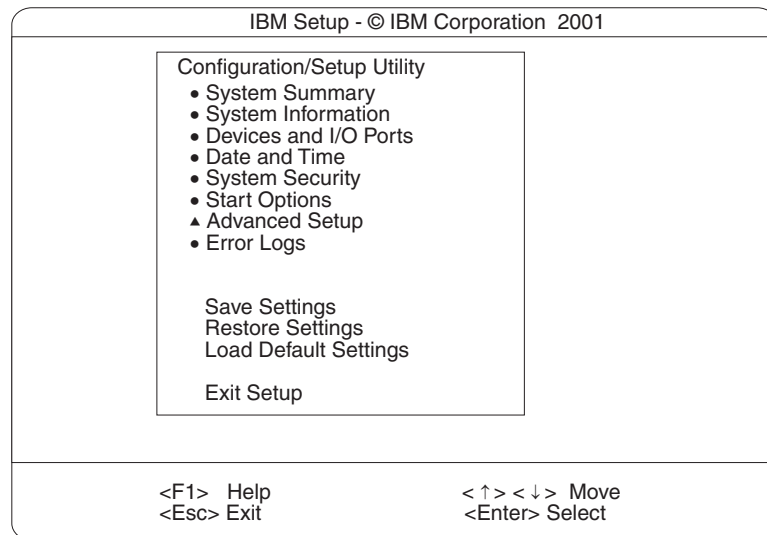 IBM Setup - © IBM Corporation 2001
Configuration/Setup Utility
• System Summary
• System Information
• Devices and I/O Ports
• Date and Time
• System Security
• Start Options
▲ Advanced Setup
• Error Logs
Save Settings
Restore Settings
Load Default Settings
Exit Setup
<F1> Help < ↑ > < ↓ > Move
<Esc> Exit <Enter> Select